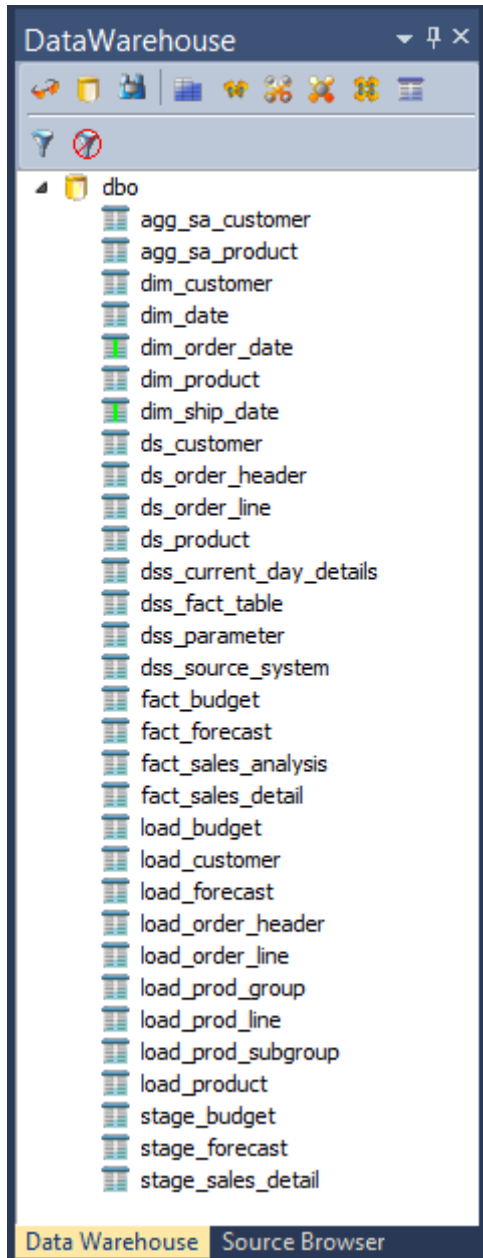 DataWarehouse
dbo
agg_sa_customer
agg_sa_product
dim_customer
dim_date
dim_order_date
dim_product
dim_ship_date
ds_customer
ds_order_header
ds_order_line
ds_product
dss_current_day_details
dss_fact_table
dss_parameter
dss_source_system
fact_budget
fact_forecast
fact_sales_analysis
fact_sales_detail
load_budget
load_customer
load_forecast
load_order_header
load_order_line
load_prod_group
load_prod_line
load_prod_subgroup
load_product
stage_budget
stage_forecast
stage_sales_detail
Data Warehouse Source Browser